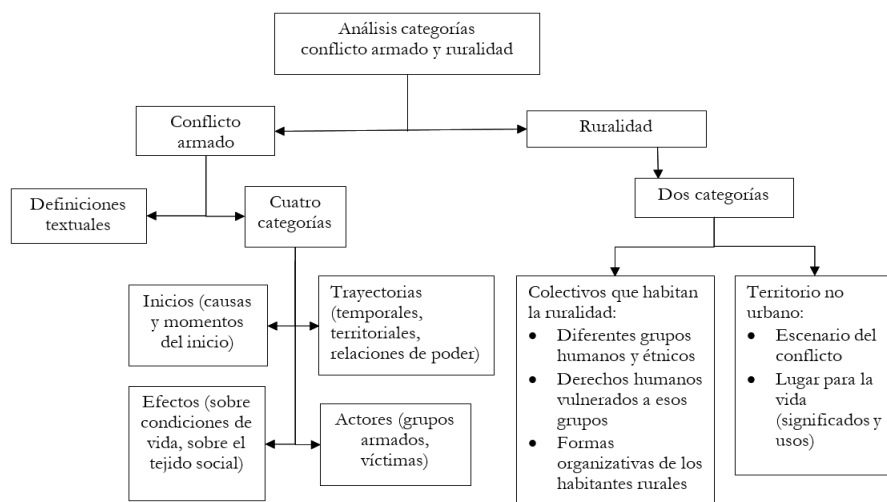 Análisis categorías
conflicto armado y ruralidad
Conflicto
armado
Ruralidad
Definiciones
textuales
Cuatro
categorías
Dos categorías
Inicios (causas
y momentos
del inicio)
Trayectorias
(temporales,
territoriales,
relaciones de poder)
Efectos (sobre
condiciones de
vida, sobre el
tejido social)
Actores (grupos
armados,
víctimas)
Colectivos que habitan
la ruralidad:
• Diferentes grupos
humanos y étnicos
• Derechos humanos
vulnerados a esos
grupos
• Formas
organizativas de los
habitantes rurales
Territorio no
urbano:
• Escenario del
conflicto
• Lugar para la
vida
(significados y
usos)